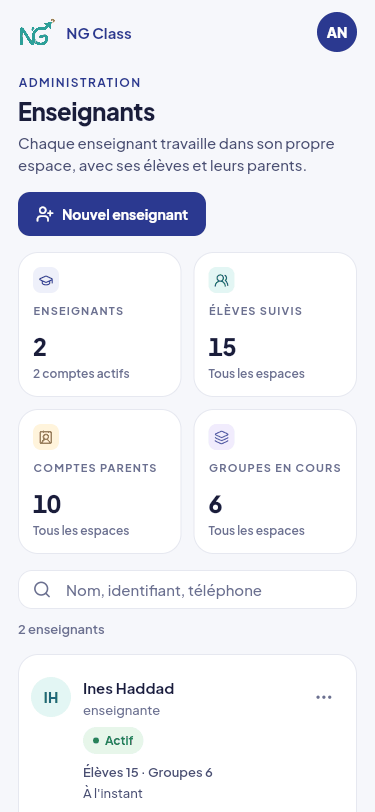 NG NG Class AN
ADMINISTRATION
Enseignants
Chaque enseignant travaille dans son propre
espace, avec ses élèves et leurs parents.
Nouvel enseignant
ENSEIGNANTS
2
2 comptes actifs
ÉLÈVES SUIVIS
15
Tous les espaces
COMPTES PARENTS
10
Tous les espaces
GROUPES EN COURS
6
Tous les espaces
Nom, identifiant, téléphone
2 enseignants
IH
Ines Haddad
enseignante
Actif
Élèves 15 · Groupes 6
À l'instant